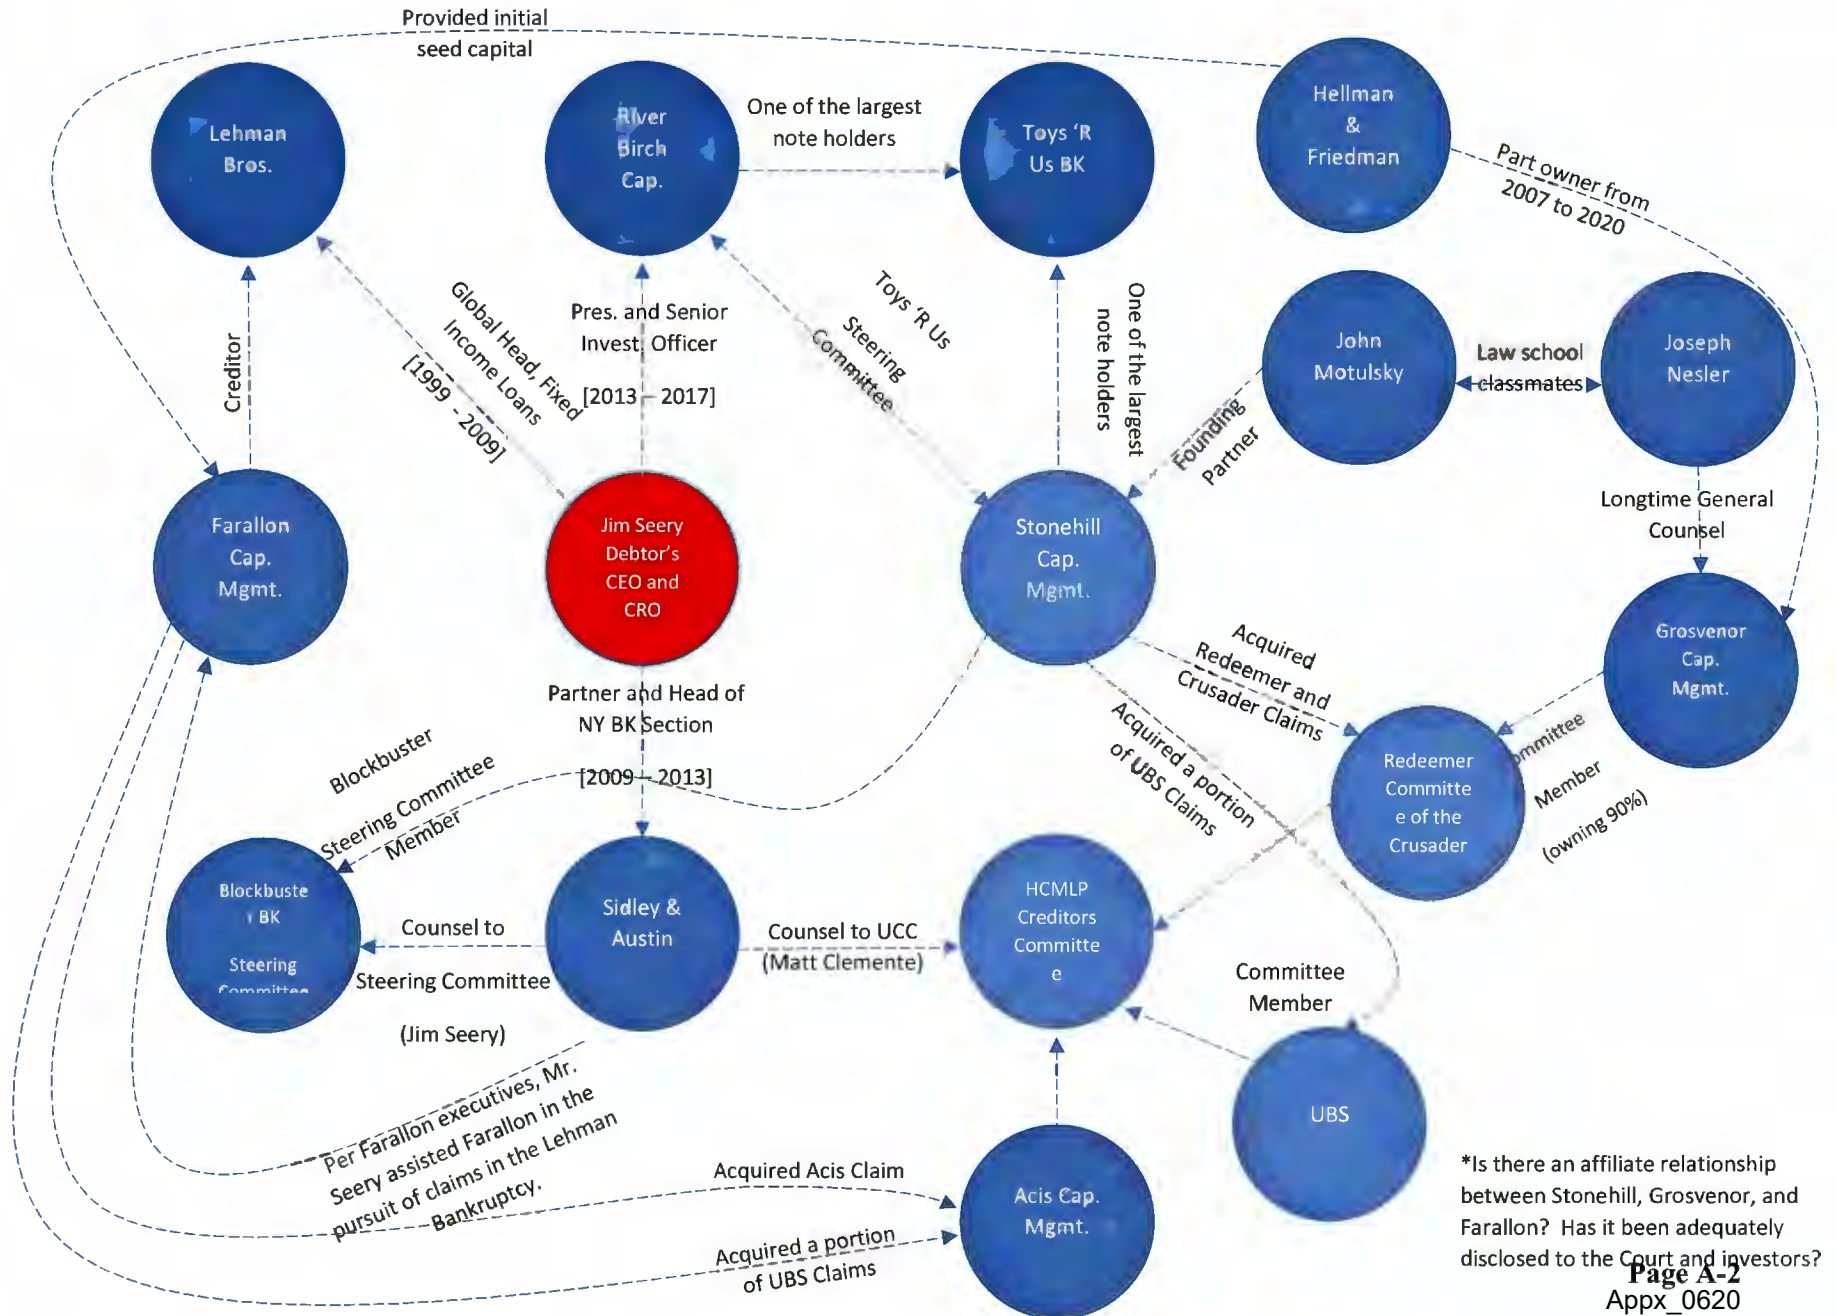 Provided initial
seed capital
Lehman
Bros.
River
Birch
Cap.
One of the largest
note holders
Toys ‘R
Us BK
Hellman
&
Friedman
Part owner from
2007 to 2020
Creditor
Global Head, Fixed
Income Loans
[1999 - 2009]
Pres. and Senior
Invest. Officer
[2013 – 2017]
Toys ‘R Us
Steering
Committee
One of the largest
note holders
John
Motulsky
Law school
classmates
Joseph
Nesler
Founding
Partner
Longtime General
Counsel
Farallon
Cap.
Mgmt.
Jim Seery
Debtor’s
CEO and
CRO
Stonehill
Cap.
Mgmt.
Grosvenor
Cap.
Mgmt.
Partner and Head of
NY BK Section
[2009 – 2013]
Acquired
Redeemer and
Crusader Claims
Acquired a portion
of UBS Claims
Blockbuster
Steering Committee
Member
Redeemer
Committe
e of the
Crusader
ommittee
Member
(owning 90%)
Blockbuste
r BK
Steering
Committee
Counsel to
Steering Committee
(Jim Seery)
Sidley &
Austin
Counsel to UCC
(Matt Clemente)
HCMLP
Creditors
Committe
e
Committee
Member
UBS
Per Farallon executives, Mr.
Seery assisted Farallon in the
pursuit of claims in the Lehman
Bankruptcy.
Acquired Acis Claim
Acquired a portion
of UBS Claims
Acis Cap.
Mgmt.
*Is there an affiliate relationship
between Stonehill, Grosvenor, and
Farallon? Has it been adequately
disclosed to the Court and investors?
Page A-2
Appx_0620